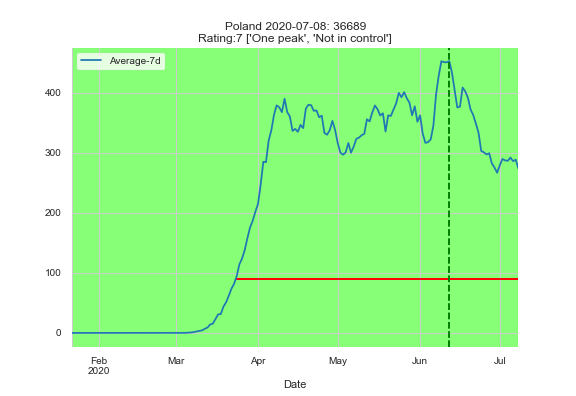 Poland 2020-07-08: 36689
Rating:7 ['One peak', 'Not in control']
Average-7d
400
300
200
100
0
Feb
2020
Mar
Apr
May
Jun
Jul
Date